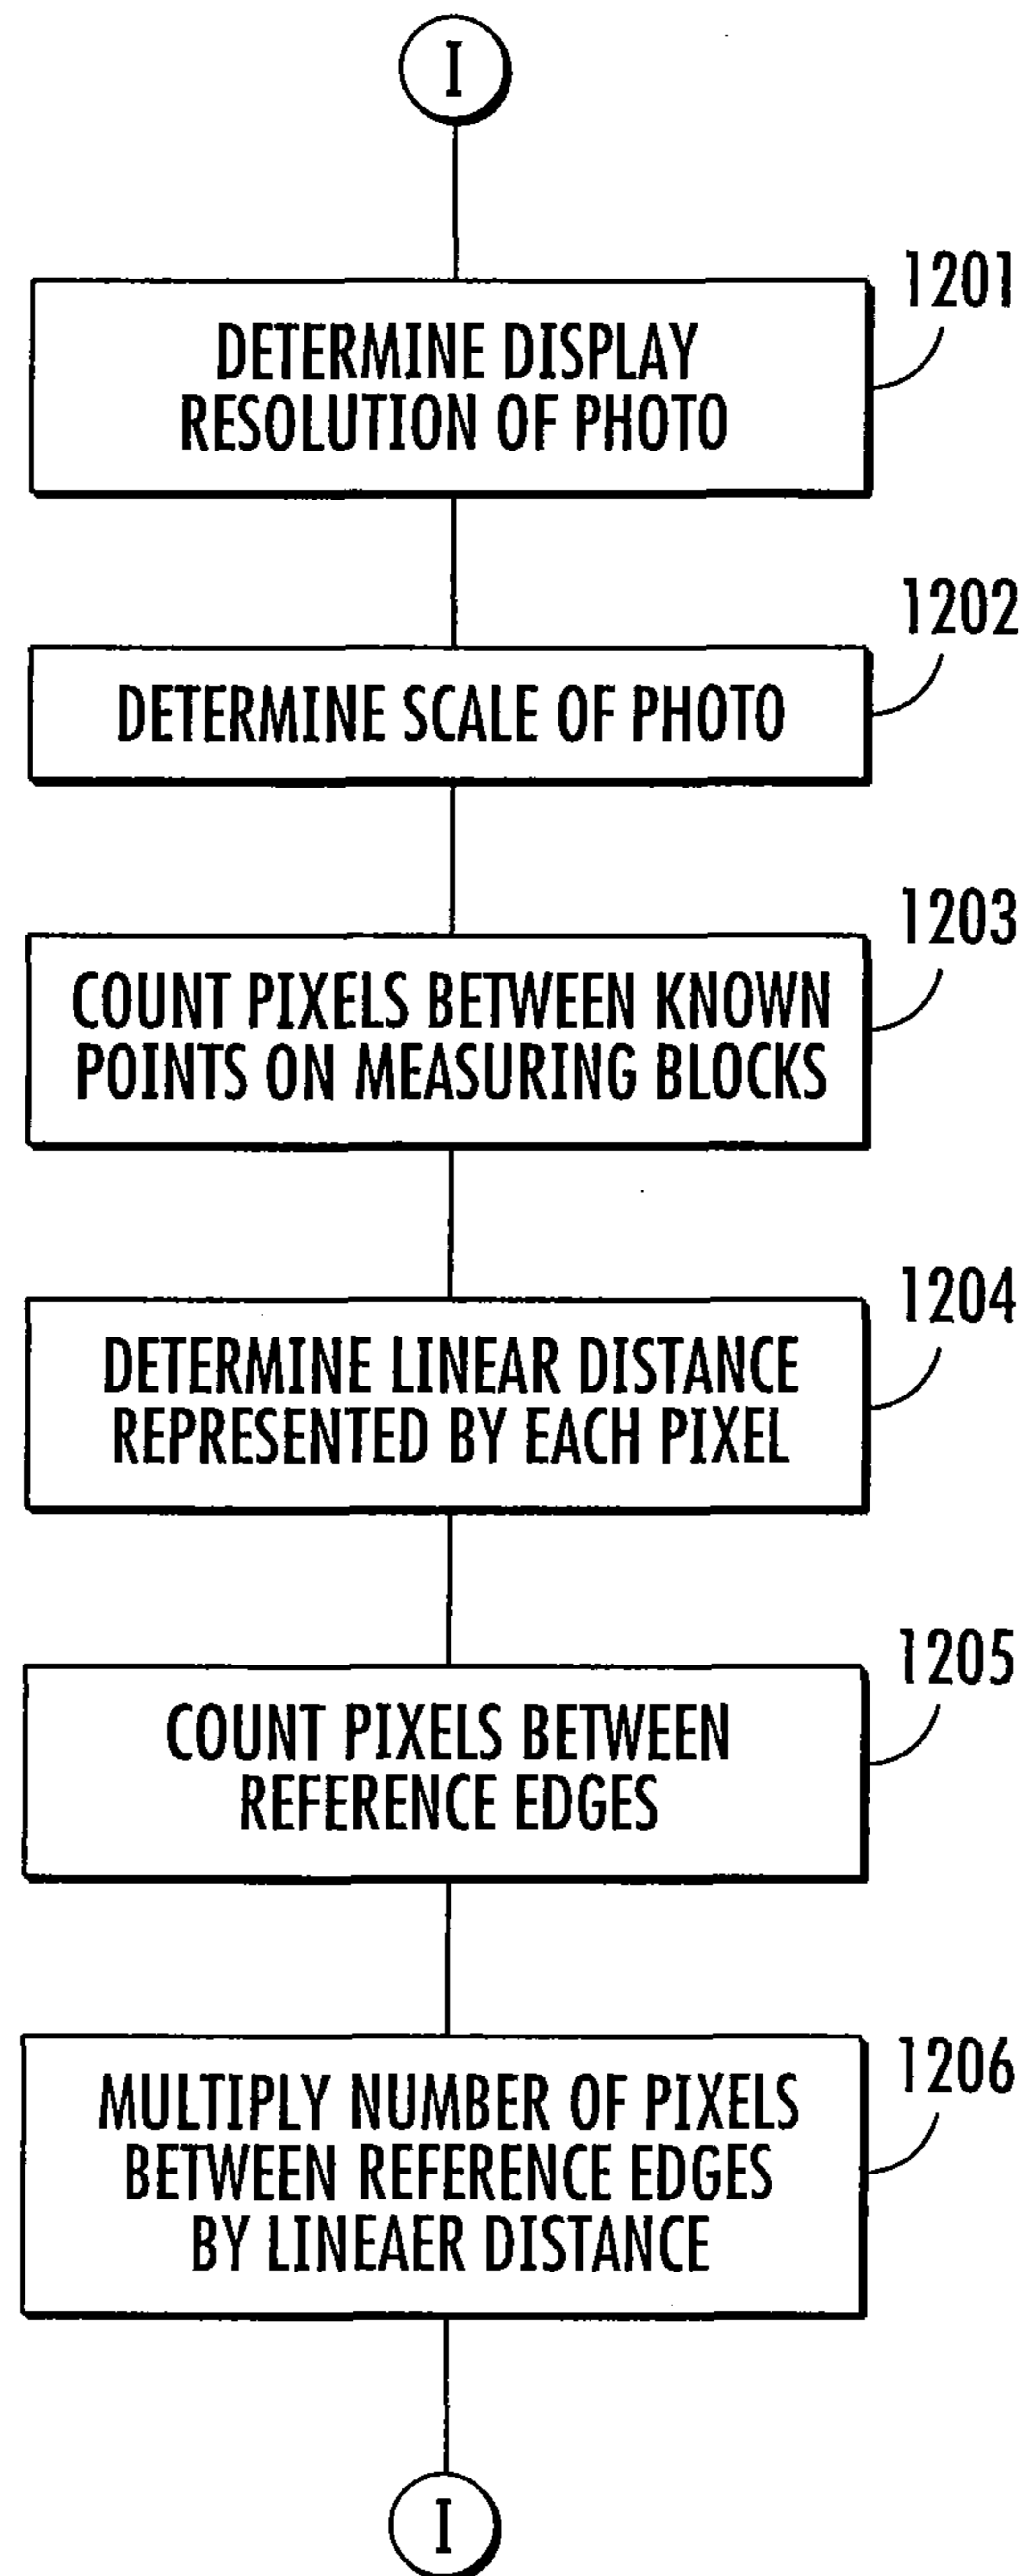 I
1201
DETERMINE DISPLAY
RESOLUTION OF PHOTO
1202
DETERMINE SCALE OF PHOTO
1203
COUNT PIXELS BETWEEN KNOWN
POINTS ON MEASURING BLOCKS
1204
DETERMINE LINEAR DISTANCE
REPRESENTED BY EACH PIXEL
1205
COUNT PIXELS BETWEEN
REFERENCE EDGES
1206
MULTIPLY NUMBER OF PIXELS
BETWEEN REFERENCE EDGES
BY LINEAER DISTANCE
I